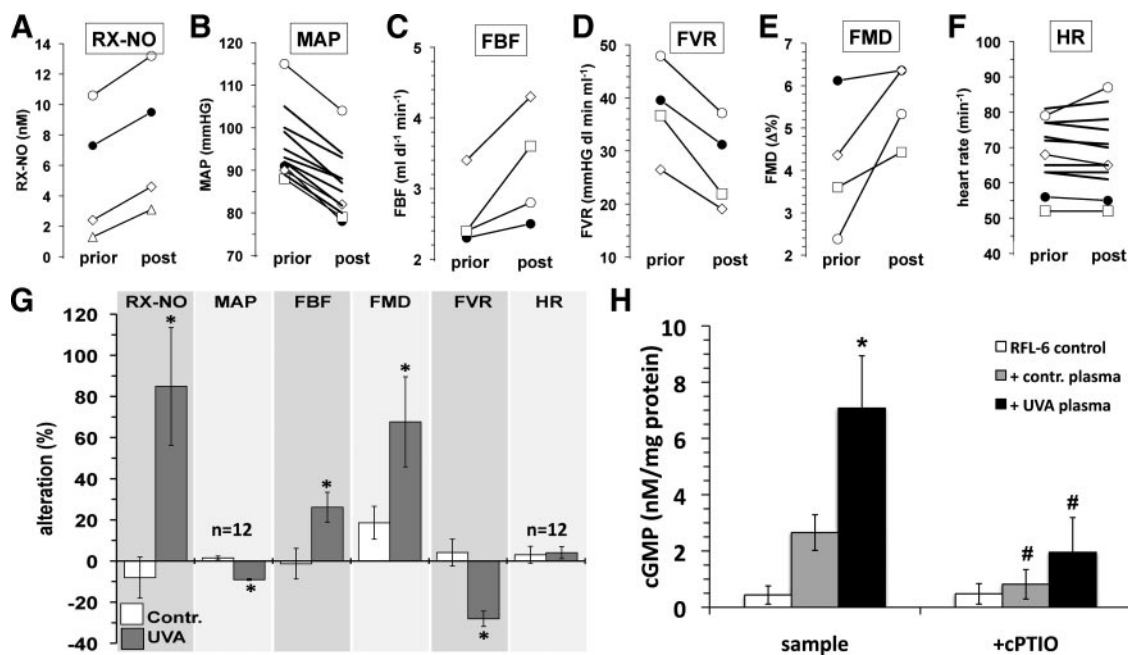 A RX-NO
RX-NO (nM)
14
12
10
8
6
4
2
0
prior post
B MAP
MAP (mmHG)
120
110
100
90
80
70
prior post
C FBF
FBF (ml dl⁻¹ min⁻¹)
5
4
3
2
prior post
D FVR
FVR (mmHG dl min ml⁻¹)
50
40
30
20
10
prior post
E FMD
FMD (Δ%)
7
6
5
4
3
2
prior post
F HR
heart rate (min⁻¹)
90
80
70
60
50
40
prior post
G
RX-NO MAP FBF FMD FVR HR
alteration (%)
120
100
80
60
40
20
0
-20
-40
*
n=12
*
*
*
*
n=12
Contr.
UVA
H
cGMP (nM/mg protein)
10
8
6
4
2
0
RFL-6 control
+ contr. plasma
+ UVA plasma
*
#
#
sample +cPTIO